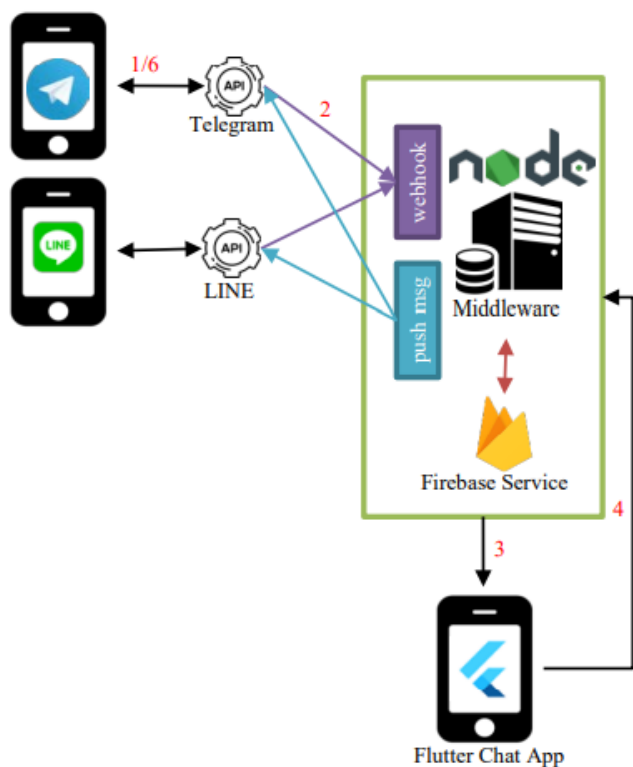 1/6
API
Telegram
2
webhook
node
LINE
API
LINE
push msg
Middleware
Firebase Service
3
4
Flutter Chat App